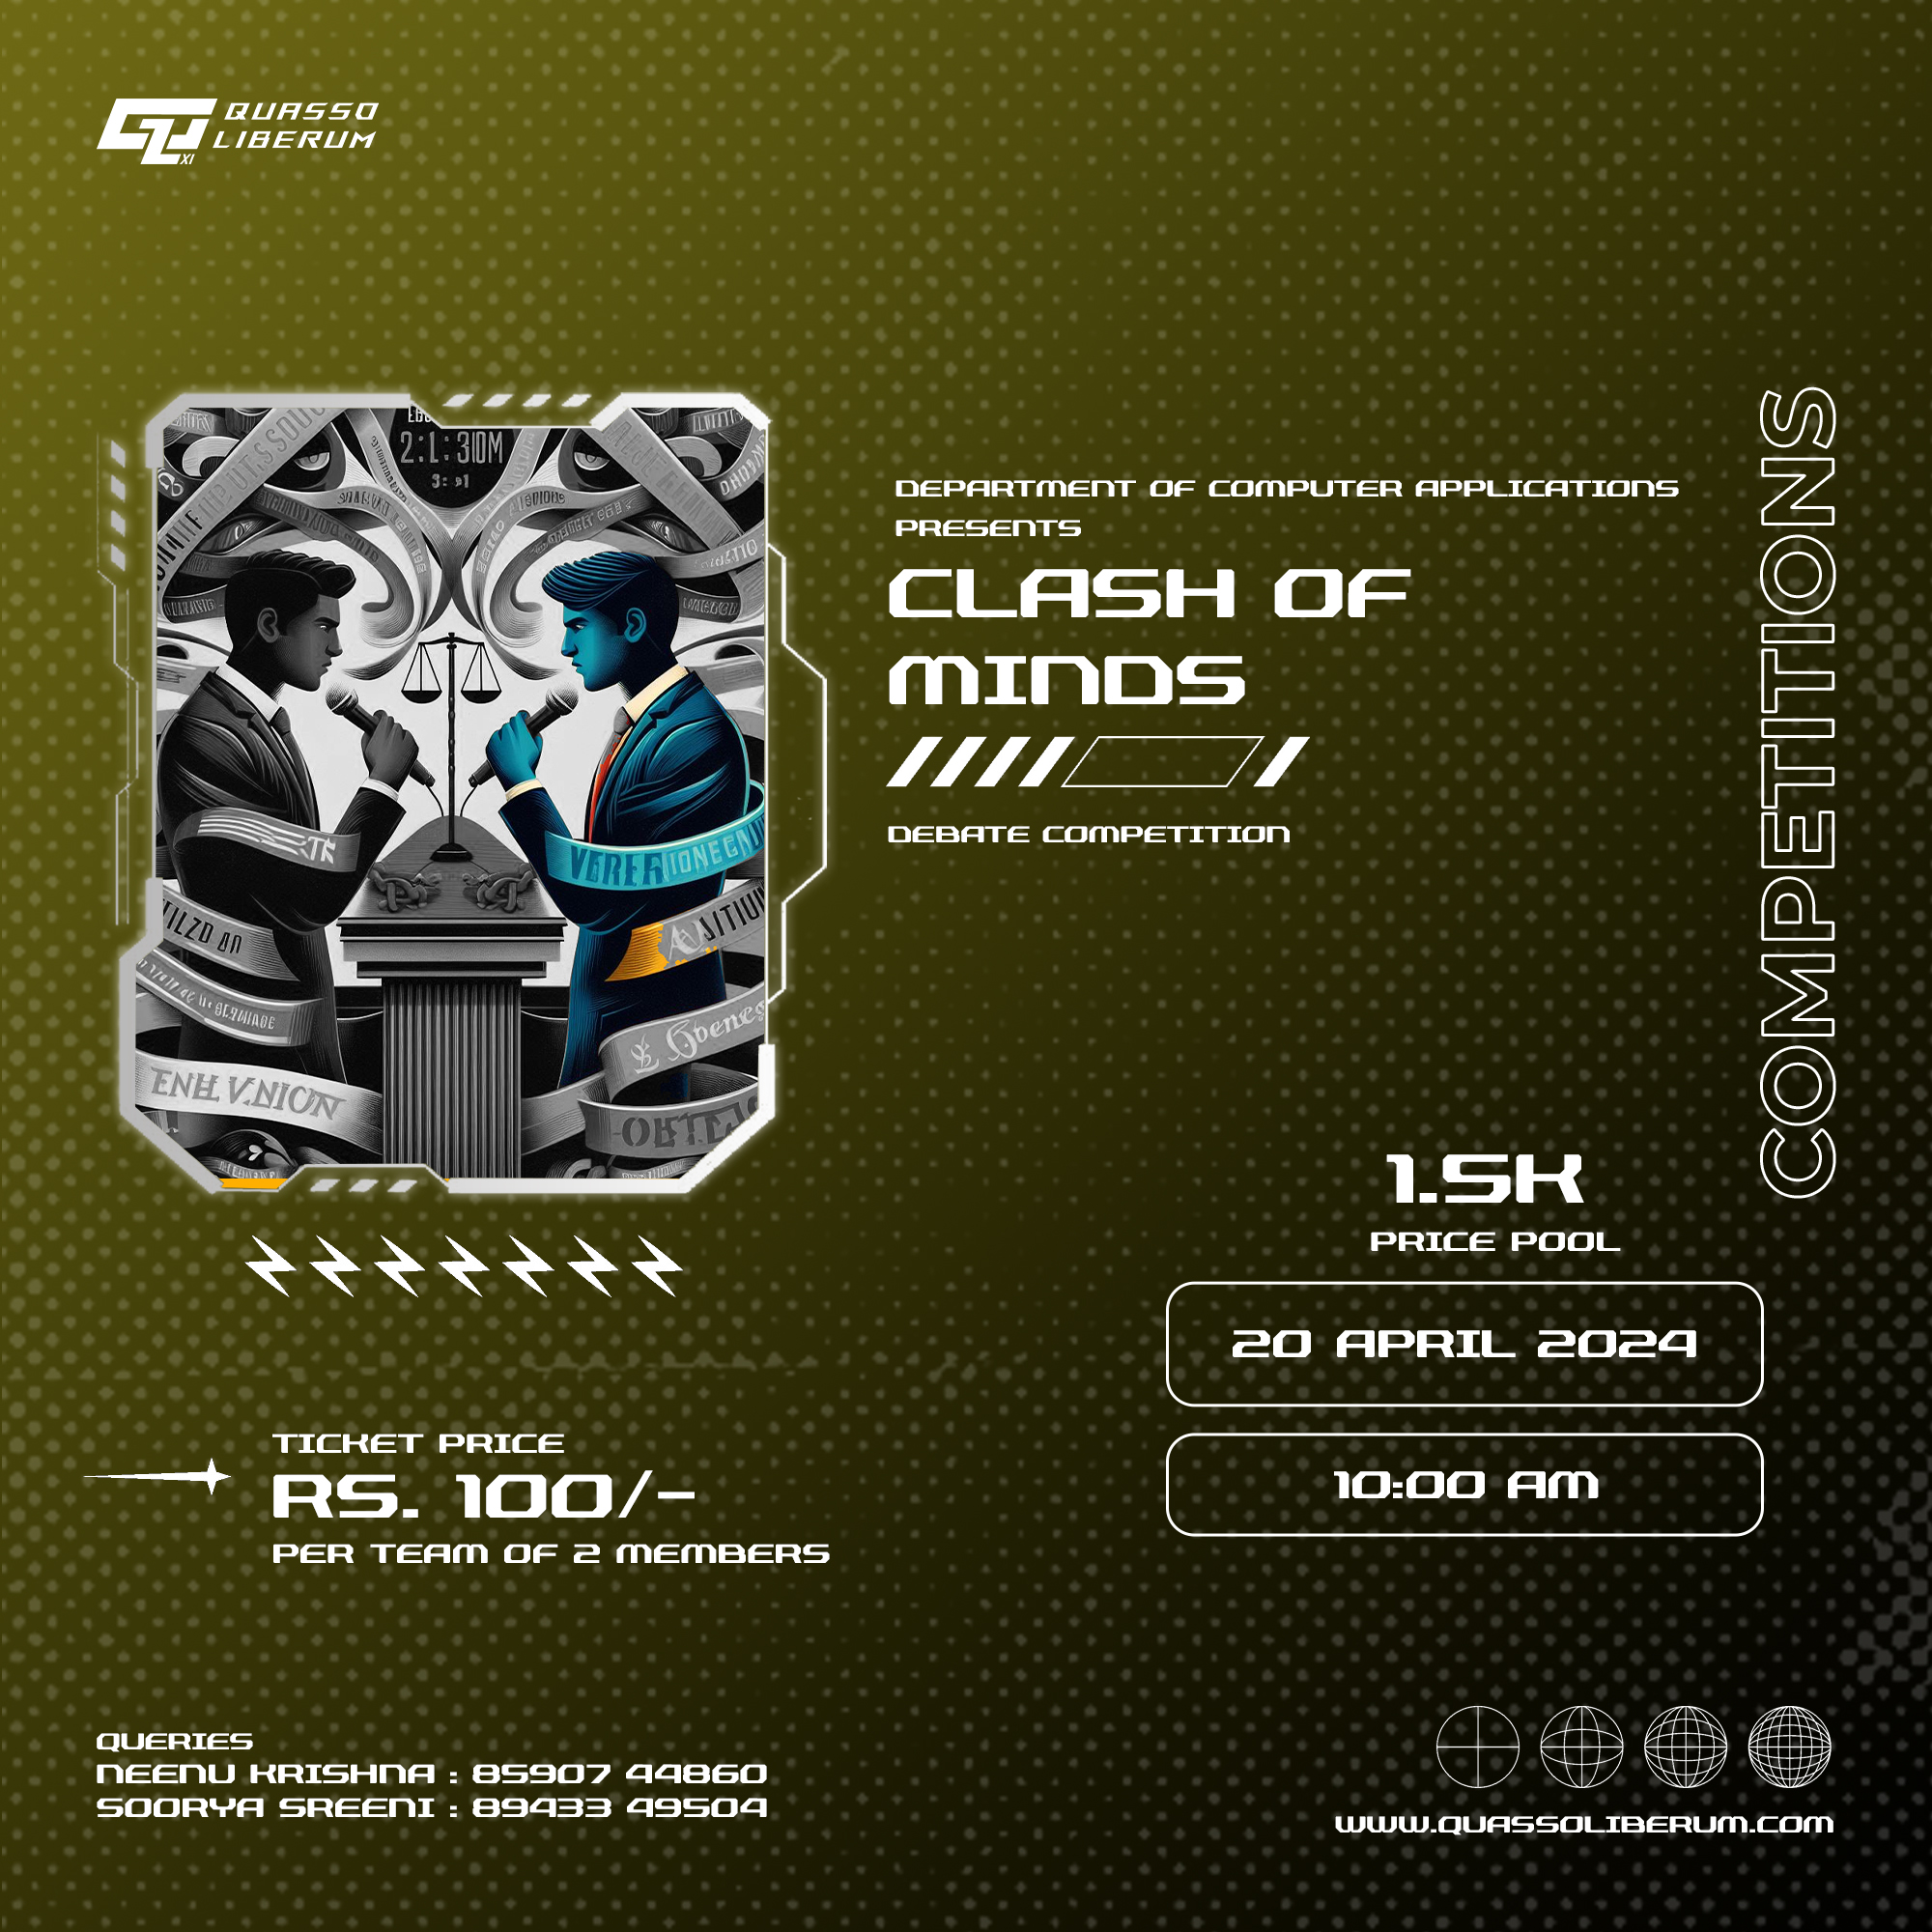 QUASSO
LIBERUM
XI
DEPARTMENT OF COMPUTER APPLICATIONS
PRESENTS
CLASH OF
MINDS
DEBATE COMPETITION
COMPETITIONS
1.5K
PRICE POOL
20 APRIL 2024
10:00 AM
TICKET PRICE
RS. 100/-
PER TEAM OF 2 MEMBERS
QUERIES
NEENU KRISHNA : 85907 44860
SOORYA SREENI : 89433 49504
WWW.QUASSOLIBERUM.COM